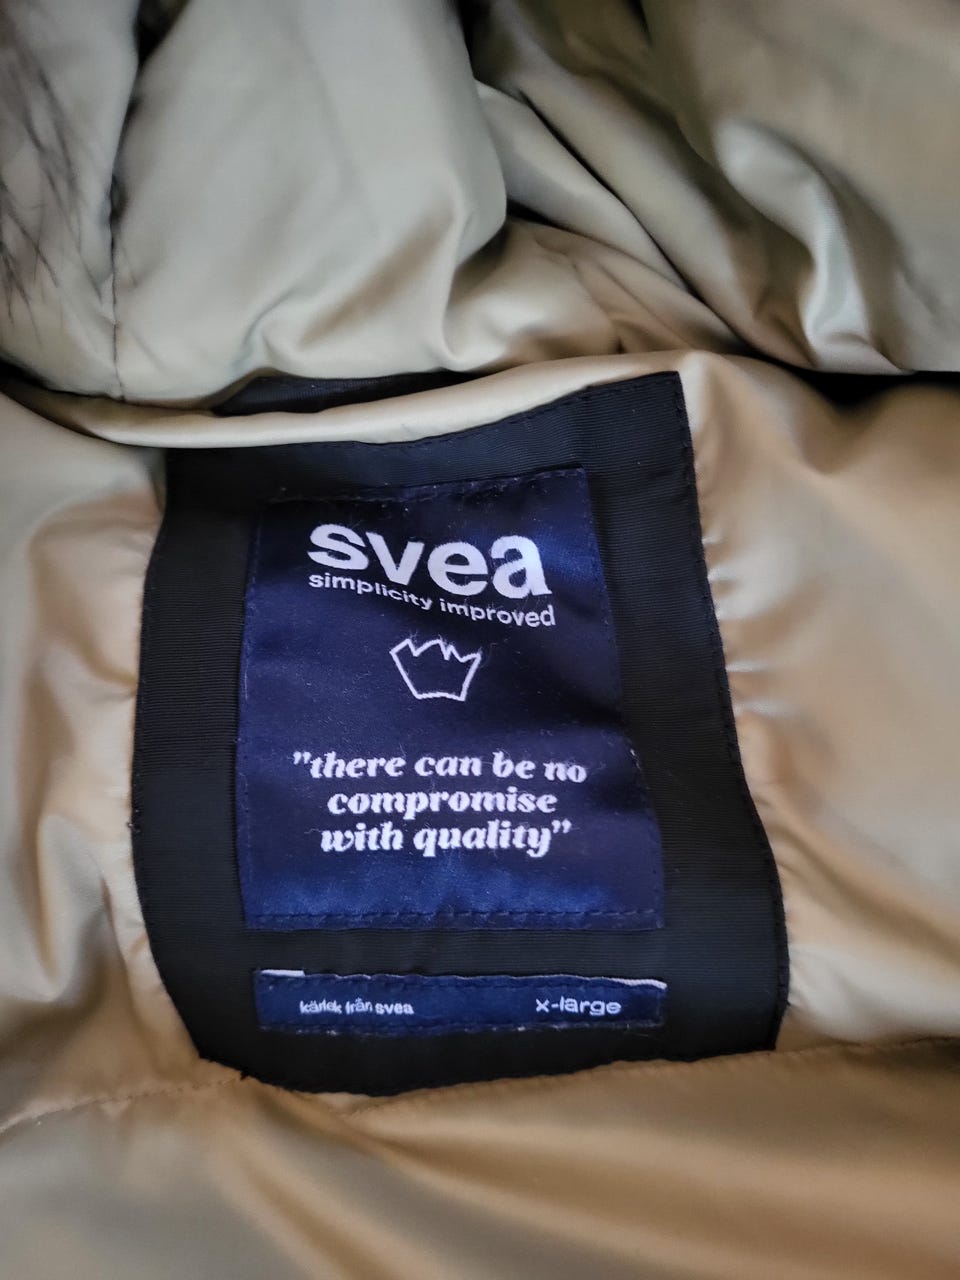 svea
simplicity improved
"there can be no
compromise
with quality"
kärlek från svea
x-large